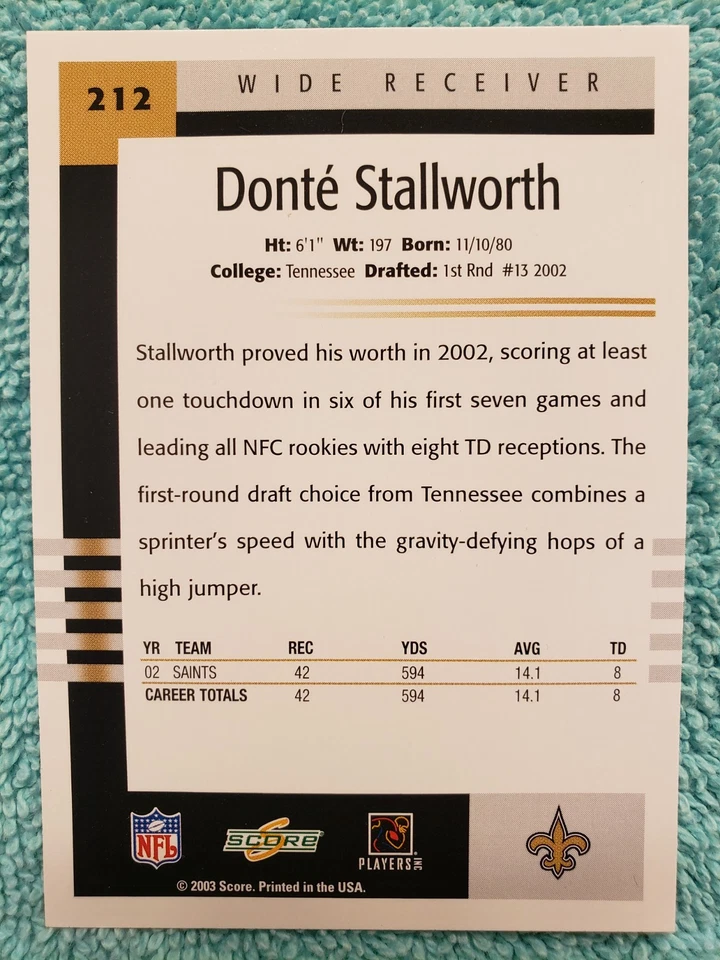 212
WIDE RECEIVER
Donté Stallworth
Ht: 6'1" Wt: 197 Born: 11/10/80
College: Tennessee Drafted: 1st Rnd #13 2002
Stallworth proved his worth in 2002, scoring at least
one touchdown in six of his first seven games and
leading all NFC rookies with eight TD receptions. The
first-round draft choice from Tennessee combines a
sprinter's speed with the gravity-defying hops of a
high jumper.
YR TEAM REC YDS AVG TD
02 SAINTS 42 594 14.1 8
CAREER TOTALS 42 594 14.1 8
NFL
SCORE
PLAYERS INC
© 2003 Score. Printed in the USA.